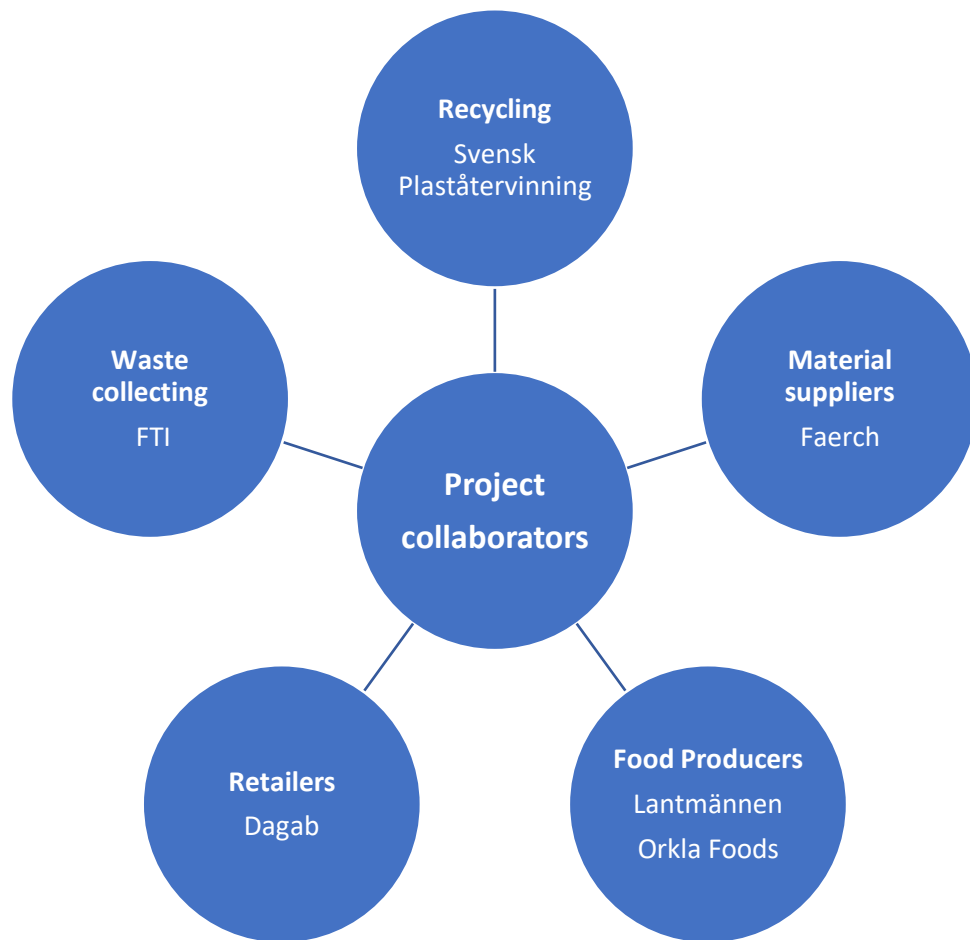 Recycling
Svensk
Plaståtervinning
Waste
collecting
FTI
Material
suppliers
Faerch
Project
collaborators
Retailers
Dagab
Food Producers
Lantmännen
Orkla Foods